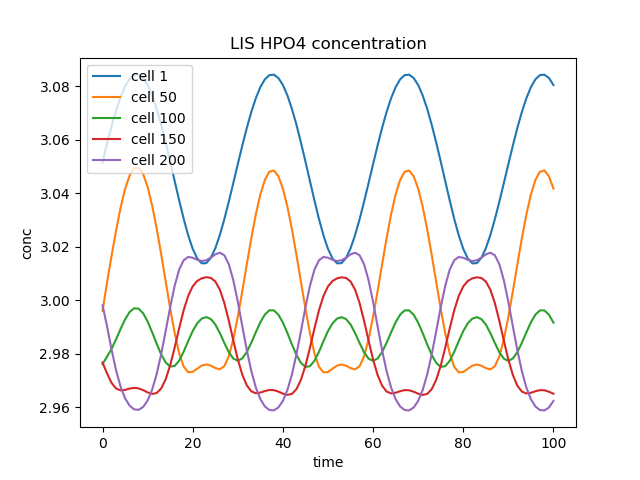 LIS HPO4 concentration
cell 1
cell 50
cell 100
cell 150
cell 200
conc
3.08
3.06
3.04
3.02
3.00
2.98
2.96
0 20 40 60 80 100
time